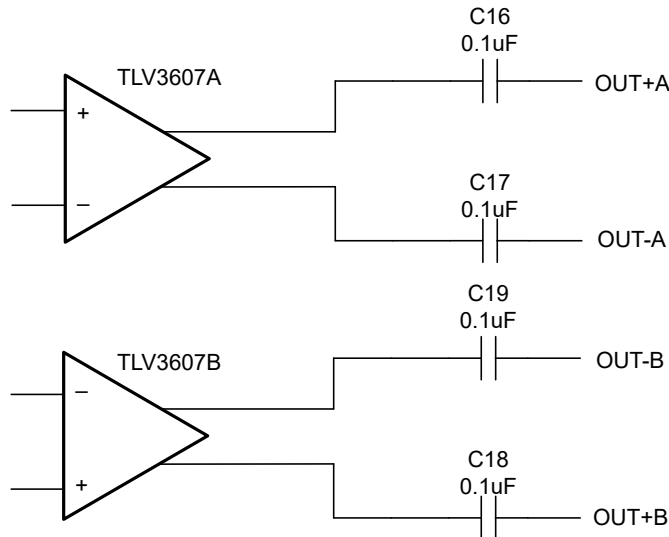 C16
0.1uF
TLV3607A
OUT+A
+
C17
0.1uF
−
OUT-A
C19
0.1uF
TLV3607B
OUT-B
−
C18
0.1uF
+
OUT+B